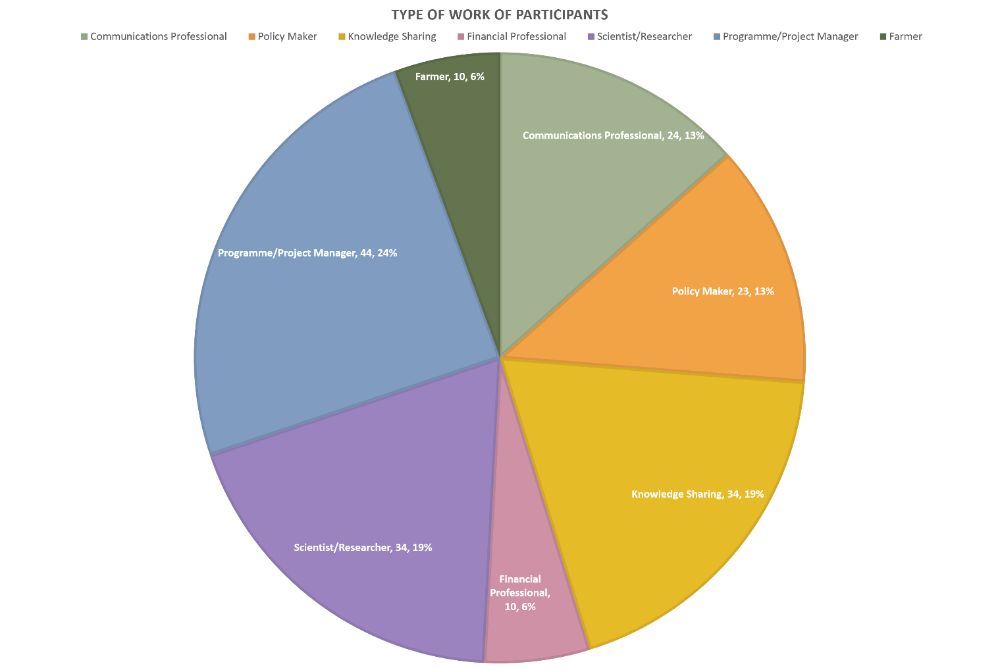 TYPE OF WORK OF PARTICIPANTS
Communications Professional Policy Maker Knowledge Sharing Financial Professional Scientist/Researcher Programme/Project Manager Farmer
Farmer, 10, 6%
Communications Professional, 24, 13%
Programme/Project Manager, 44, 24%
Policy Maker, 23, 13%
Knowledge Sharing, 34, 19%
Scientist/Researcher, 34, 19%
Financial
Professional,
10, 6%